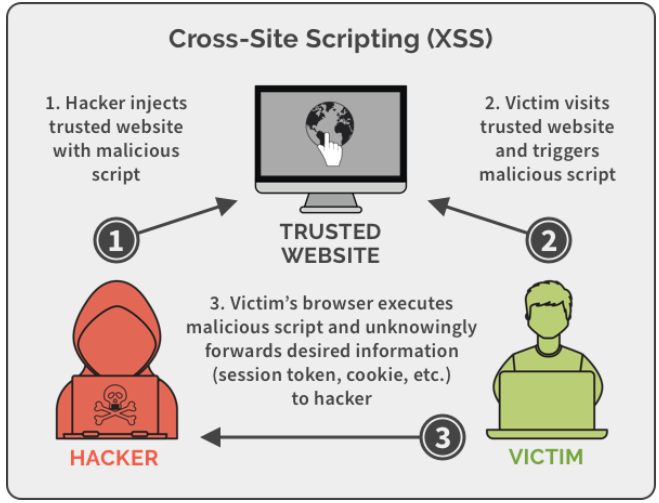 Cross-Site Scripting (XSS)
1. Hacker injects
trusted website
with malicious
script
2. Victim visits
trusted website
and triggers
malicious script
TRUSTED
WEBSITE
1
2
3. Victim's browser executes
malicious script and unknowingly
forwards desired information
(session token, cookie, etc.)
to hacker
3
HACKER
VICTIM